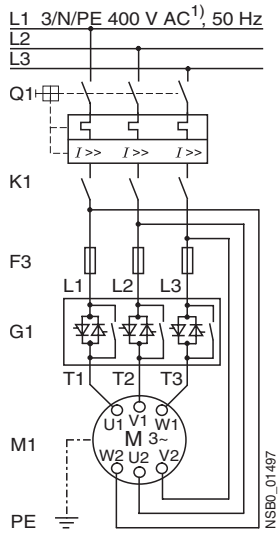 L1 3/N/PE 400 V AC1), 50 Hz
L2
L3
Q1
I >> I >> I >>
K1
F3
L1 L2 L3
G1
T1 T2 T3
U1 V1 W1
M1 M 3~
W2 U2 V2
PE
NSB0_01497